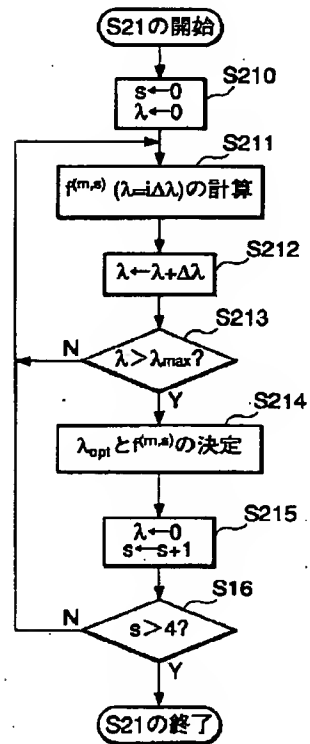 S21の開始
S210
s←0
λ←0
S211
f(m,s) (λ=iΔλ)の計算
S212
λ←λ+Δλ
S213
N
λ>λmax?
Y
S214
λoptとf(m,s)の決定
S215
λ←0
s←s+1
S16
N
s>4?
Y
S21の終了